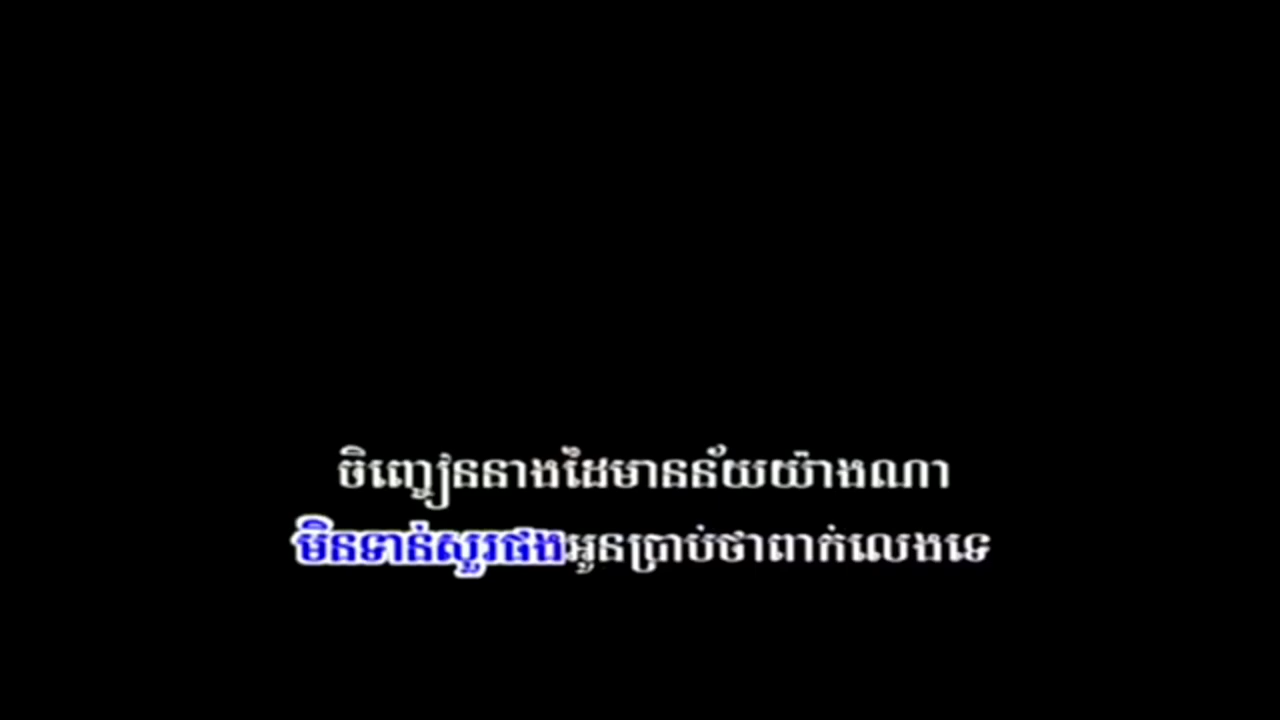 ចិញ្ចៀននាងដៃមានន័យយ៉ាងណា
មិនទាន់សួរផងអូនប្រាប់ថាពាក់លេងទេ